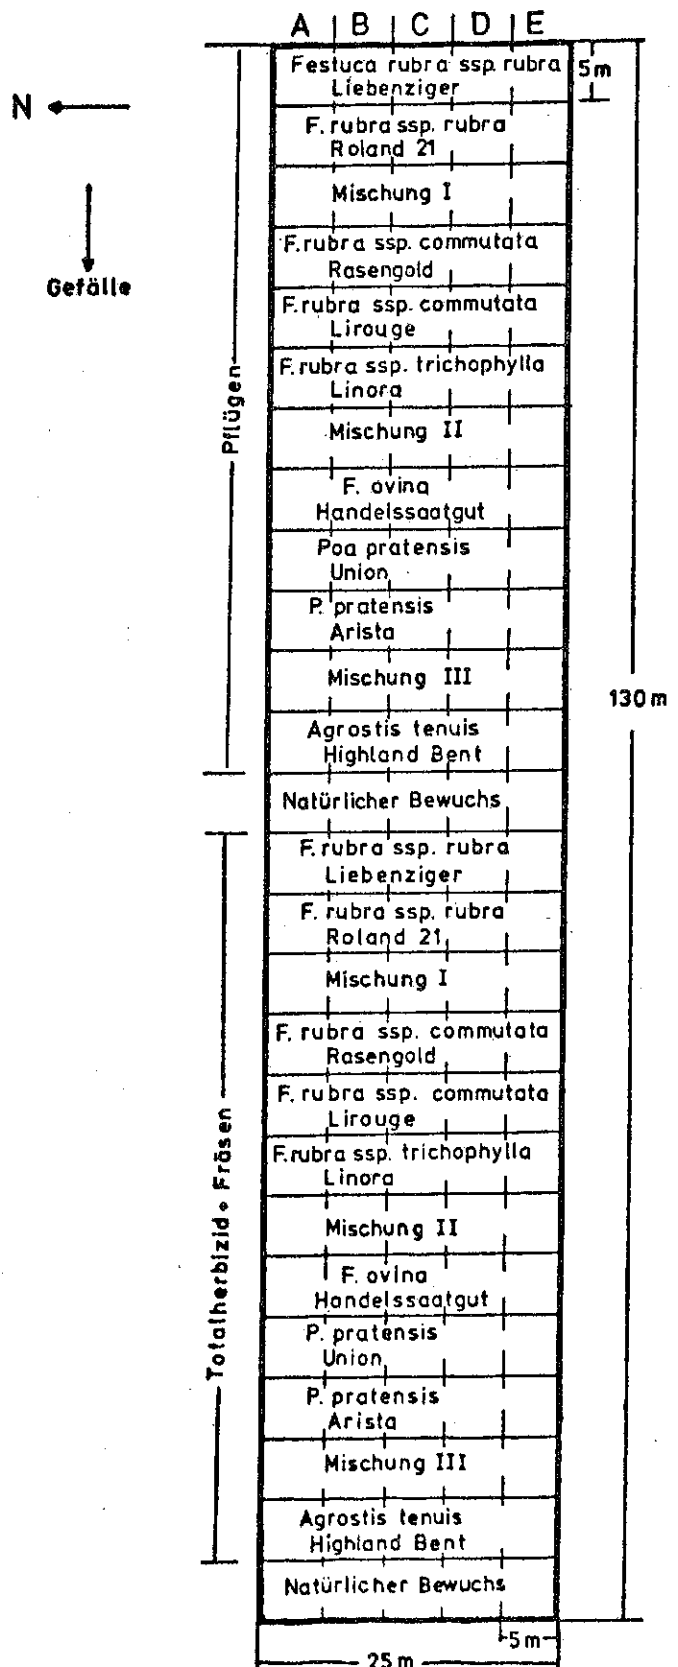 A B C D E
Festuca rubra ssp. rubra
Liebenziger
5m
N
F. rubra ssp. rubra
Roland 21
Mischung I
Gefälle
F. rubra ssp. commutata
Rasengold
F. rubra ssp. commutata
Lirouge
F. rubra ssp. trichophylla
Linora
Pflügen
Mischung II
F. ovina
Handelssaatgut
Poa pratensis
Union
P. pratensis
Arista
Mischung III
130 m
Agrostis tenuis
Highland Bent
Natürlicher Bewuchs
F. rubra ssp. rubra
Liebenziger
F. rubra ssp. rubra
Roland 21
Mischung I
F. rubra ssp. commutata
Rasengold
F. rubra ssp. commutata
Lirouge
F. rubra ssp. trichophylla
Linora
Totalherbizid + Fräsen
Mischung II
F. ovina
Handelssaatgut
P. pratensis
Union
P. pratensis
Arista
Mischung III
Agrostis tenuis
Highland Bent
Natürlicher Bewuchs
5m
25 m